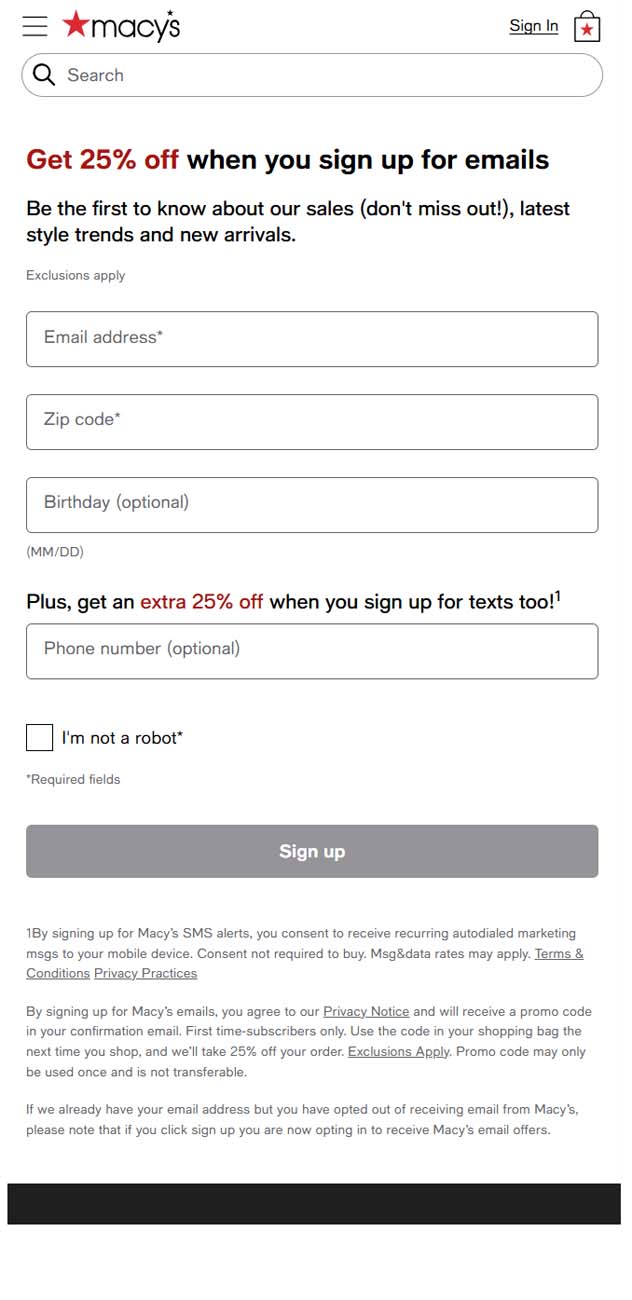 macy's
Sign In
Search
Get 25% off when you sign up for emails
Be the first to know about our sales (don't miss out!), latest
style trends and new arrivals.
Exclusions apply
Email address*
Zip code*
Birthday (optional)
(MM/DD)
Plus, get an extra 25% off when you sign up for texts too!1
Phone number (optional)
I'm not a robot*
*Required fields
Sign up
1By signing up for Macy's SMS alerts, you consent to receive recurring autodialed marketing
msgs to your mobile device. Consent not required to buy. Msg&data rates may apply. Terms &
Conditions Privacy Practices
By signing up for Macy's emails, you agree to our Privacy Notice and will receive a promo code
in your confirmation email. First time-subscribers only. Use the code in your shopping bag the
next time you shop, and we'll take 25% off your order. Exclusions Apply. Promo code may only
be used once and is not transferable.
If we already have your email address but you have opted out of receiving email from Macy's,
please note that if you click sign up you are now opting in to receive Macy's email offers.